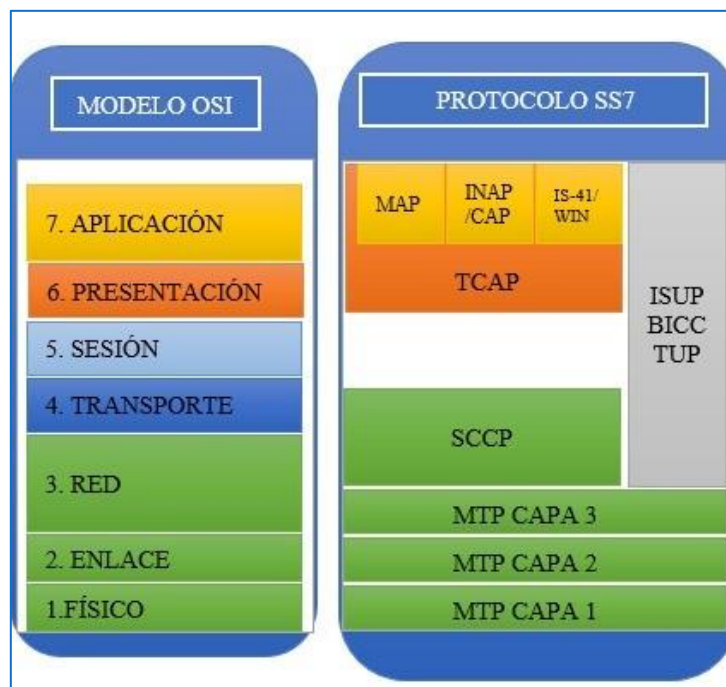 MODELO OSI
7. APLICACIÓN
6. PRESENTACIÓN
5. SESIÓN
4. TRANSPORTE
3. RED
2. ENLACE
1.FÍSICO
PROTOCOLO SS7
MAP
INAP
/CAP
IS-41/
WIN
TCAP
ISUP
BICC
TUP
SCCP
MTP CAPA 3
MTP CAPA 2
MTP CAPA 1